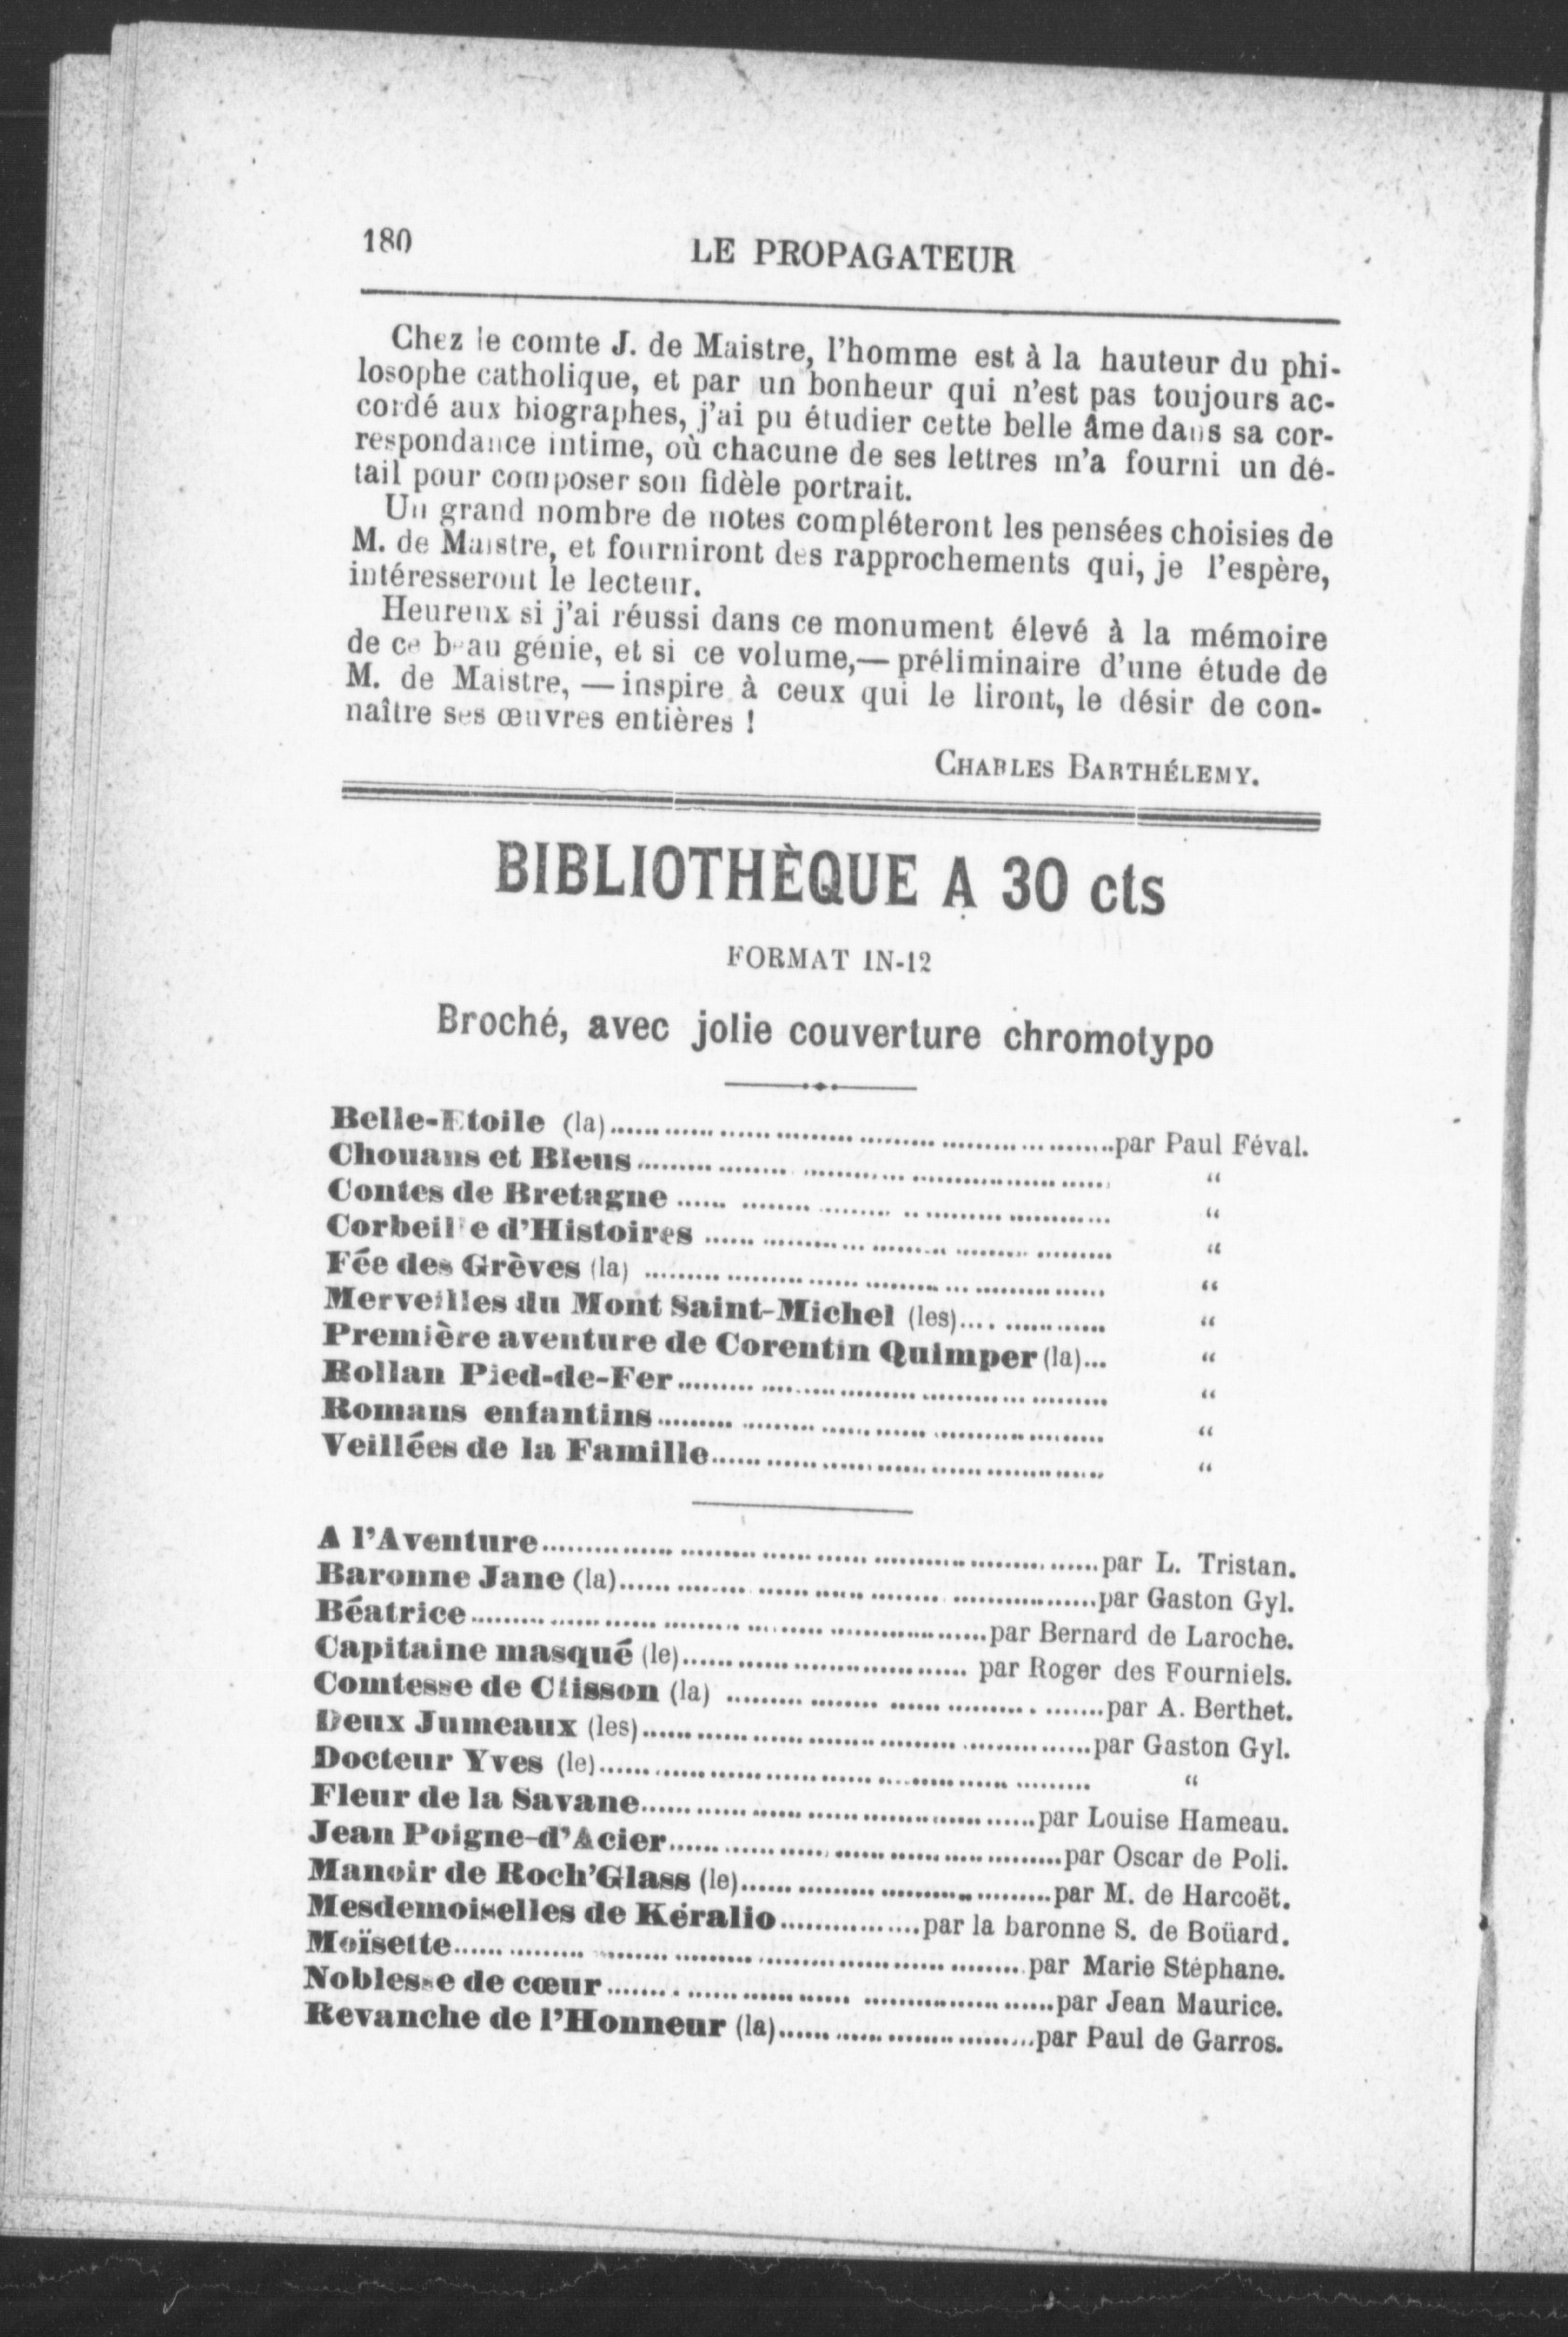 180
LE PROPAGATEUR
Chez le comte J. de Maistre, l'homme est à la hauteur du phi-
losophe catholique, et par un bonheur qui n'est pas toujours ac-
cordé aux biographes, j'ai pu étudier cette belle âme dans sa cor-
respondance intime, où chacune de ses lettres m'a fourni un dé-
tail pour composer son fidèle portrait.
Un grand nombre de notes compléteront les pensées choisies de
M. de Maistre, et fourniront des rapprochements qui, je l'espère,
intéresseront le lecteur.
Heureux si j'ai réussi dans ce monument élevé à la mémoire
de ce beau génie, et si ce volume,— préliminaire d'une étude de
M. de Maistre, — inspire à ceux qui le liront, le désir de con-
naître ses œuvres entières !
CHARLES BARTHÉLEMY.
BIBLIOTHÈQUE A 30 cts
FORMAT IN-12
Broché, avec jolie couverture chromotypo
Belle-Etoile (la)..........par Paul Féval.
Chouans et Bleus.......... “
Contes de Bretagne .......... “
Corbeille d'Histoires .......... “
Fée des Grèves (la) .......... “
Merveilles du Mont Saint-Michel (les).......... “
Première aventure de Corentin Quimper (la)... “
Rollan Pied-de-Fer.......... “
Romans enfantins.......... “
Veillées de la Famille.......... “
A l'Aventure..........par L. Tristan.
Baronne Jane (la)..........par Gaston Gyl.
Béatrice..........par Bernard de Laroche.
Capitaine masqué (le).......... par Roger des Fourniels.
Comtesse de Clisson (la) ..........par A. Berthet.
Deux Jumeaux (les)..........par Gaston Gyl.
Docteur Yves (le).......... “
Fleur de la Savane..........par Louise Hameau.
Jean Poigne-d'Acier..........par Oscar de Poli.
Manoir de Roch'Glass (le)..........par M. de Harcoët.
Mesdemoiselles de Kéralio..........par la baronne S. de Boüard.
Moïsette..........par Marie Stéphane.
Noblesse de cœur..........par Jean Maurice.
Revanche de l'Honneur (la)..........par Paul de Garros.